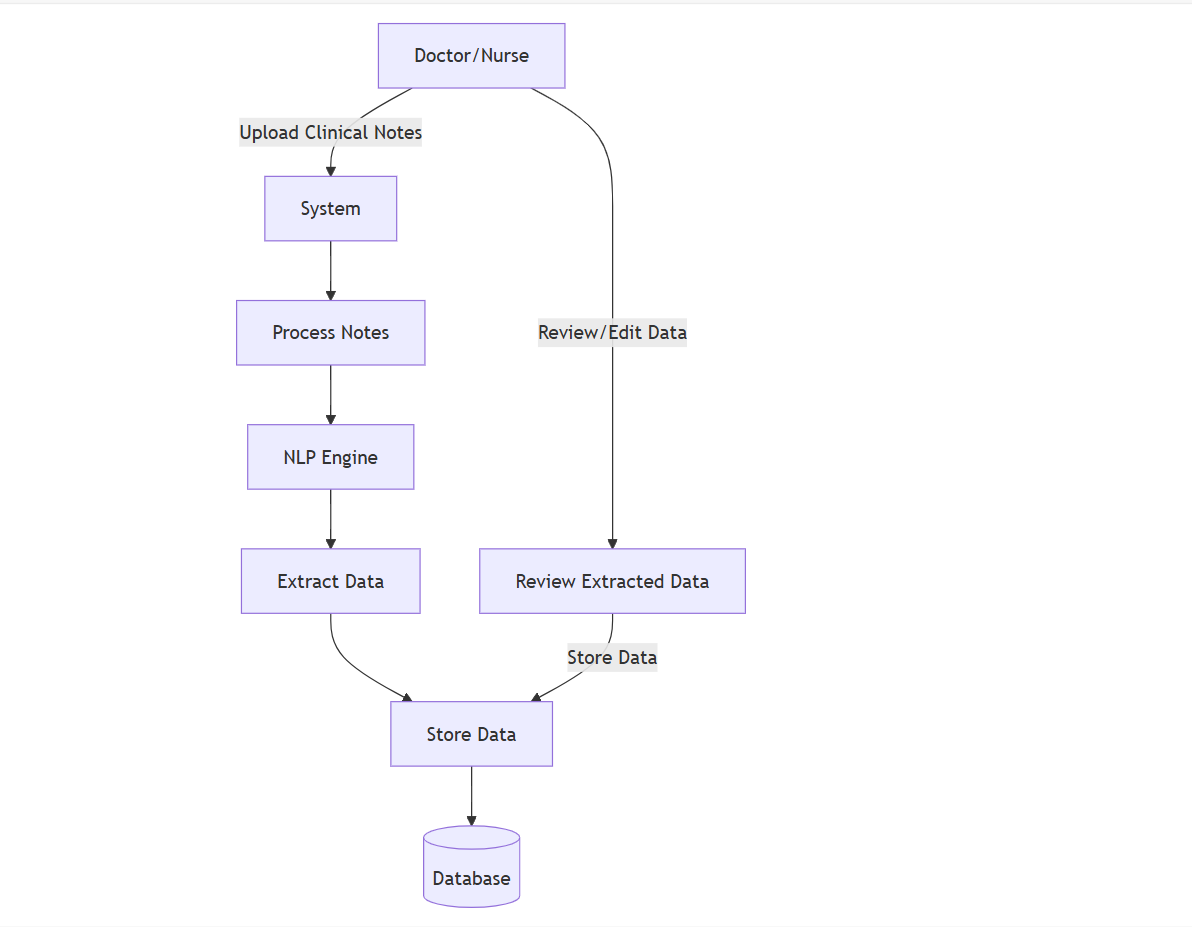 Doctor/Nurse
Upload Clinical Notes
System
Process Notes
Review/Edit Data
NLP Engine
Extract Data
Review Extracted Data
Store Data
Store Data
Database